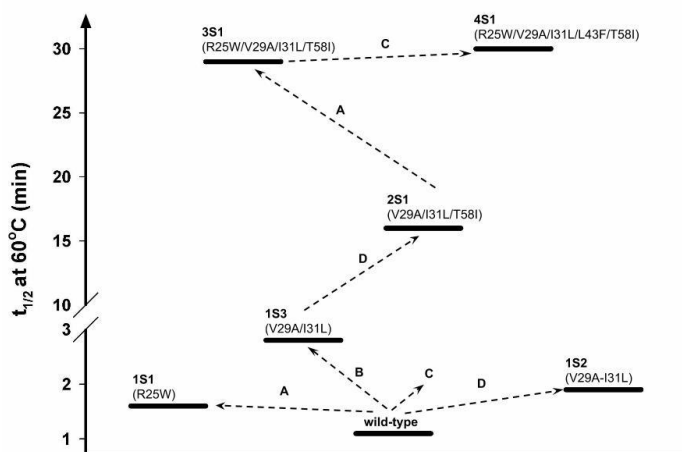 3S1
(R25W/V29A/I31L/T58I)
4S1
(R25W/V29A/I31L/L43F/T58I)
C
30
25
A
20
2S1
(V29A/I31L/T58I)
15
D
10
t1/2 at 60°C (min)
1S3
(V29A/I31L)
3
1S2
(V29A-I31L)
1S1
(R25W)
B
C
D
A
2
wild-type
1